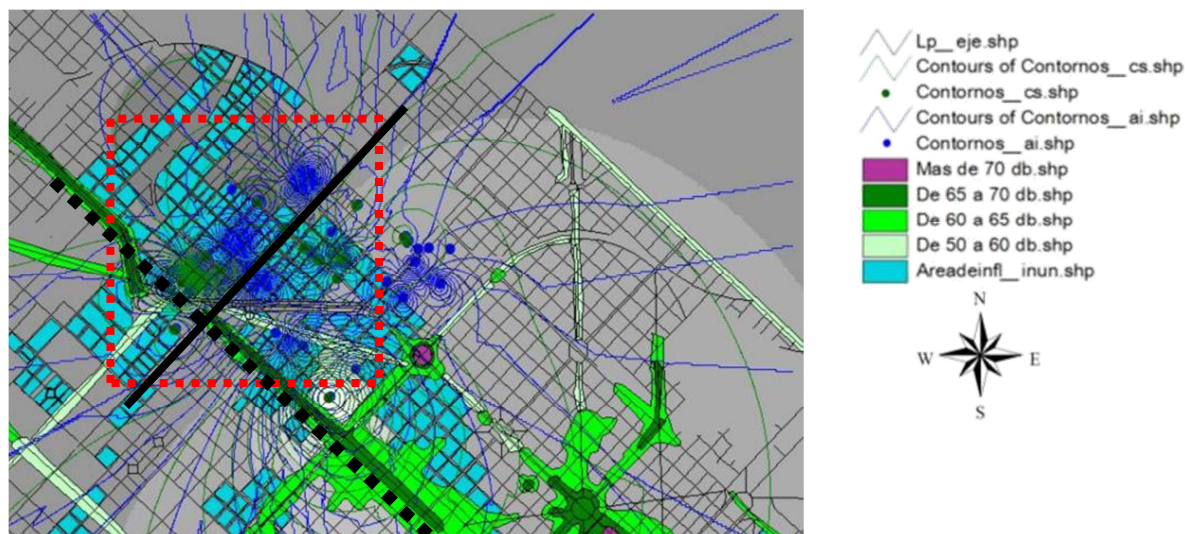 Lp__eje.shp
Contours of Contornos__cs.shp
Contornos__cs.shp
Contours of Contornos__ai.shp
Contornos__ai.shp
Mas de 70 db.shp
De 65 a 70 db.shp
De 60 a 65 db.shp
De 50 a 60 db.shp
Areadeinfl__inun.shp
N
W E
S